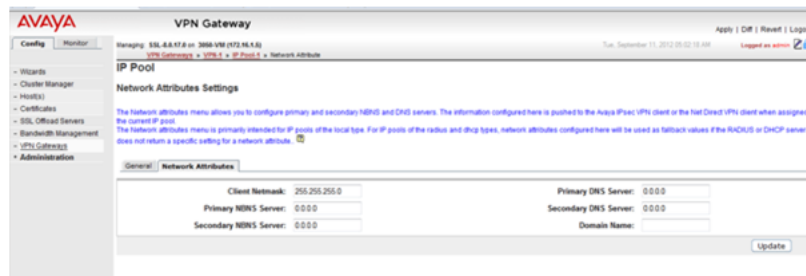 AVAYA
VPN Gateway
Apply | Diff | Revert | Logo
Config
Monitor
Managing: SSL-8.0.17.0 on 3050-VM (172.16.1.5)
Tue, September 11, 2012 05:02:15 AM
Logged as admin
VPN Gateways » VPN-1 » IP Pool-1 » Network Attribute
- Wizards
- Cluster Manager
- Host(s)
- Certificates
- SSL Offload Servers
- Bandwidth Management
- VPN Gateways
+ Administration
IP Pool
Network Attributes Settings
The Network attributes menu allows you to configure primary and secondary NBNS and DNS servers. The information configured here is pushed to the Avaya IPsec VPN client or the Net Direct VPN client when assigned
the current IP pool.
The Network attributes menu is primarily intended for IP pools of the local type. For IP pools of the radius and dhcp types, network attributes configured here will be used as fallback values if the RADIUS or DHCP server
does not return a specific setting for a network attribute.
General
Network Attributes
Client Netmask: 255.255.255.0
Primary DNS Server: 0.0.0.0
Primary NBNS Server: 0.0.0.0
Secondary DNS Server: 0.0.0.0
Secondary NBNS Server: 0.0.0.0
Domain Name:
Update